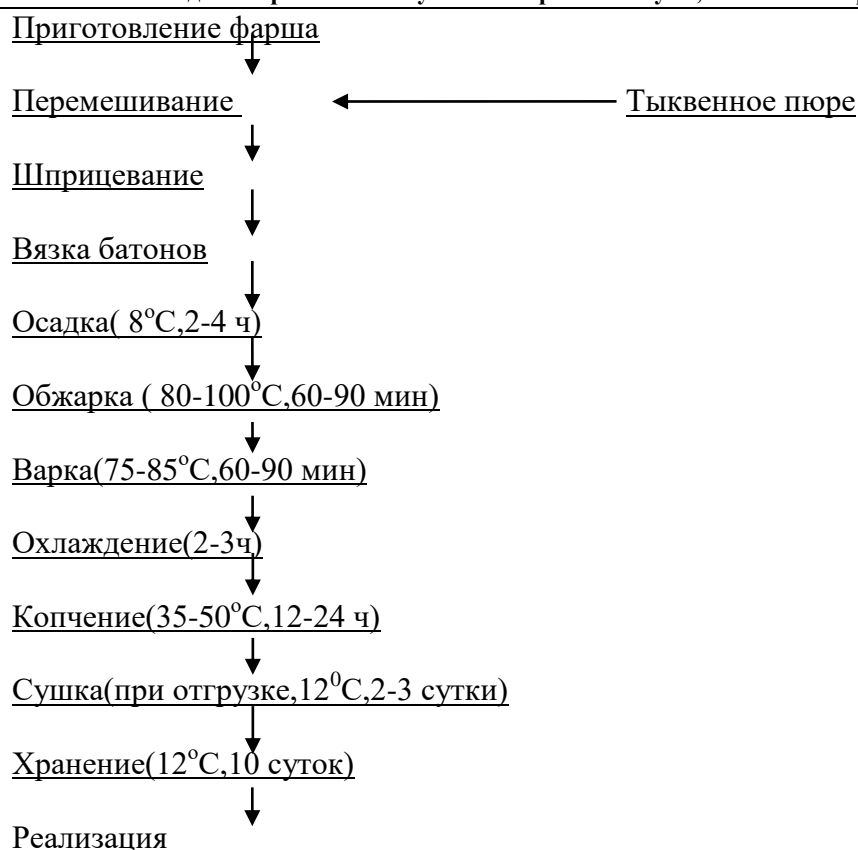 Приготовление фарша
Перемешивание Тыквенное пюре
Шприцевание
Вязка батонов
Осадка( 8°С,2-4 ч)
Обжарка ( 80-100°С,60-90 мин)
Варка(75-85°С,60-90 мин)
Охлаждение(2-3ч)
Копчение(35-50°С,12-24 ч)
Сушка(при отгрузке,12⁰С,2-3 сутки)
Хранение(12°С,10 суток)
Реализация